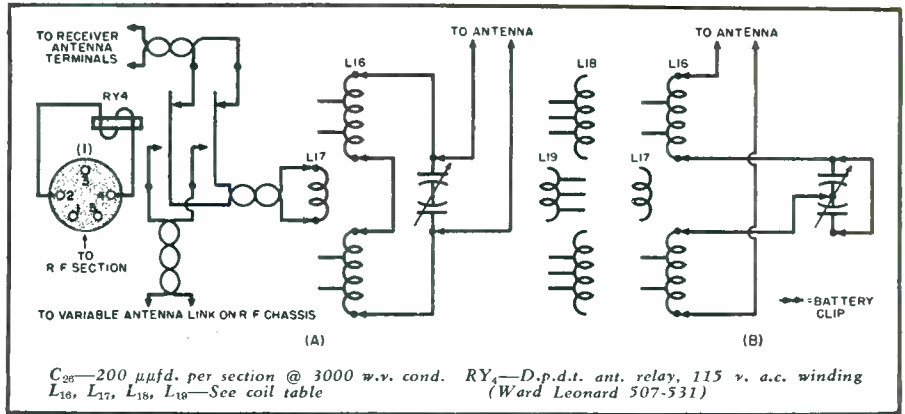 TO RECEIVER
ANTENNA
TERMINALS
RY4
(1)
3
2
4
1
5
TO
R F SECTION
TO VARIABLE ANTENNA LINK ON R F CHASSIS
L17
L16
TO ANTENNA
(A)
L18
L19
TO ANTENNA
L16
L17
=BATTERY
CLIP
(B)
C26—200 μμfd. per section @ 3000 w.v. cond.
L16, L17, L18, L19—See coil table
RY4—D.p.d.t. ant. relay, 115 v. a.c. winding
(Ward Leonard 507-531)